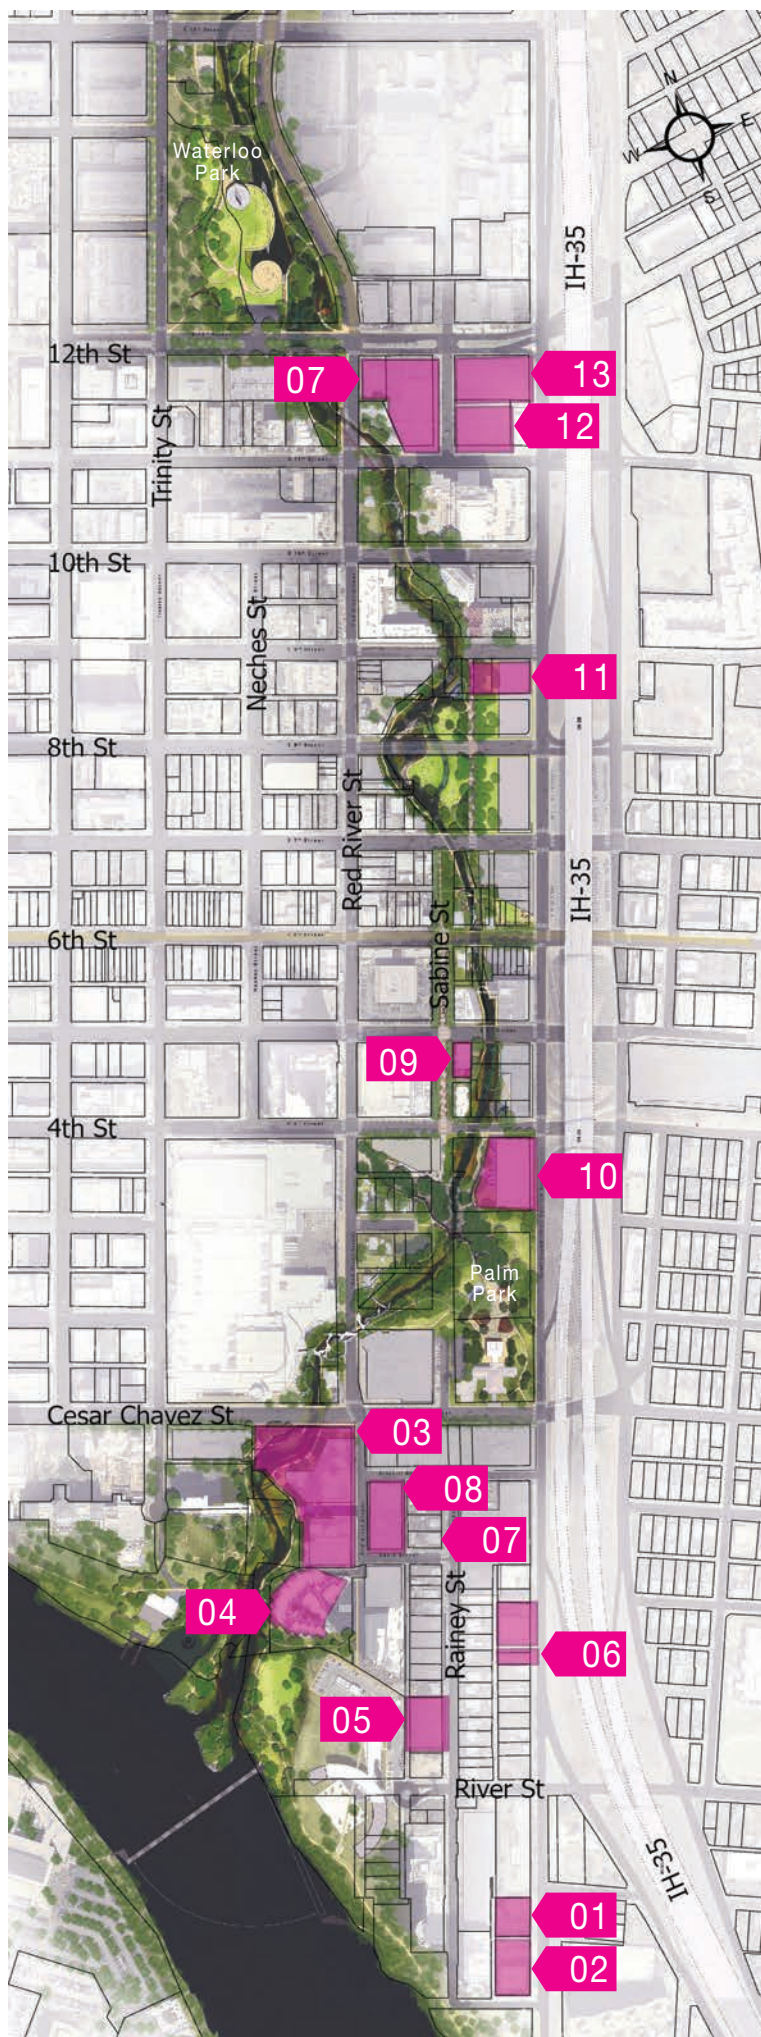 N
E
W
S
Waterloo
Park
IH-35
12th St
07
13
12
Trinity St
10th St
Neches St
11
8th St
Red River St
IH-35
6th St
Sabine St
09
4th St
10
Palm
Park
Cesar Chavez St
03
08
07
04
Rainey St
06
05
River St
IH-35
01
02